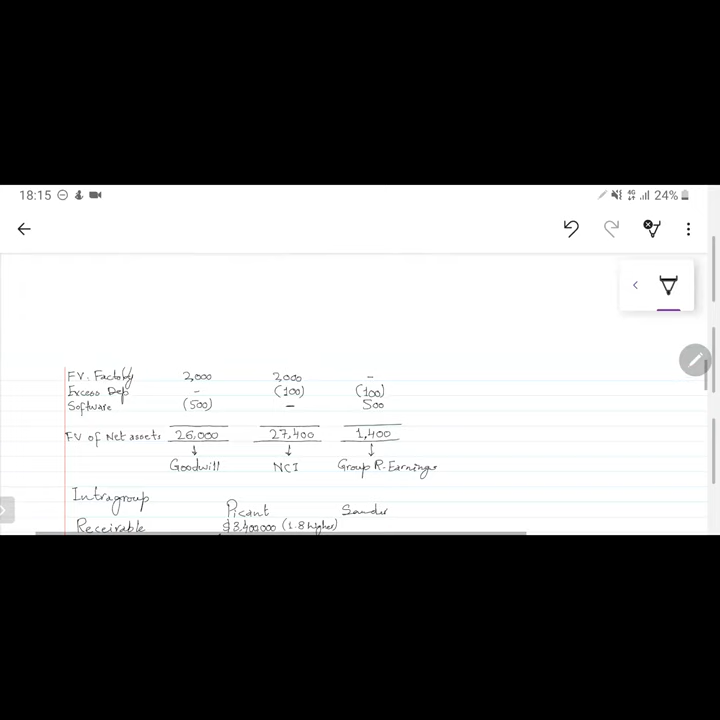 18:15 4G 24%
FV. Factory 2,000 2,000 -
Excess Dep - (100) (100)
Software (500) - 500
FV of Net assets 26,000 27,400 1,400
Goodwill NCI Group R. Earnings
Intragroup
Picant Sander
Receivable $3,400000 (1.8 higher)